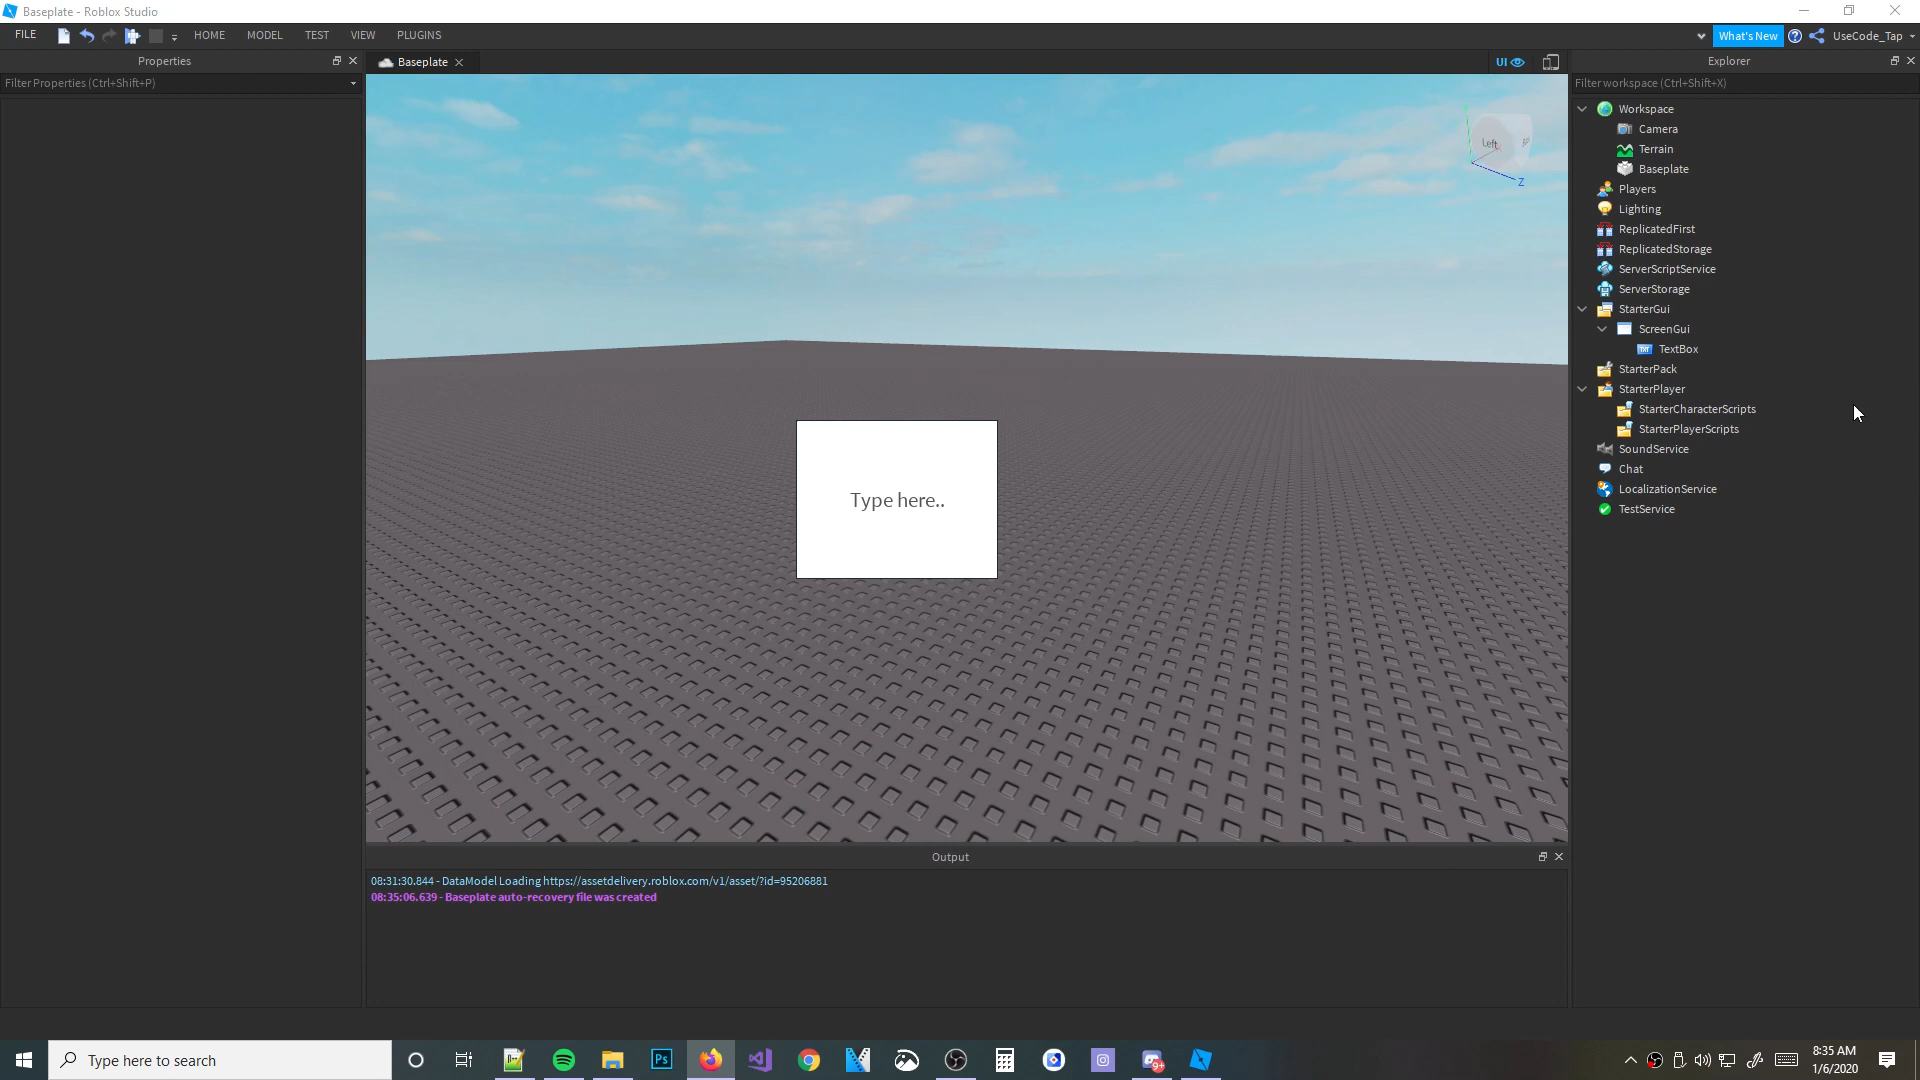 Baseplate - Roblox Studio
FILE HOME MODEL TEST VIEW PLUGINS What's New UseCode_Tap
Properties
Filter Properties (Ctrl+Shift+P)
Baseplate
UI
Explorer
Filter workspace (Ctrl+Shift+X)
Workspace
Camera
Terrain
Baseplate
Players
Lighting
ReplicatedFirst
ReplicatedStorage
ServerScriptService
ServerStorage
StarterGui
ScreenGui
TextBox
StarterPack
StarterPlayer
StarterCharacterScripts
StarterPlayerScripts
SoundService
Chat
LocalizationService
TestService
Left
Z
Type here..
Output
08:31:30.844 - DataModel Loading https://assetdelivery.roblox.com/v1/asset/?id=95206881
08:35:06.639 - Baseplate auto-recovery file was created
Type here to search
Ps
9+
8:35 AM
1/6/2020